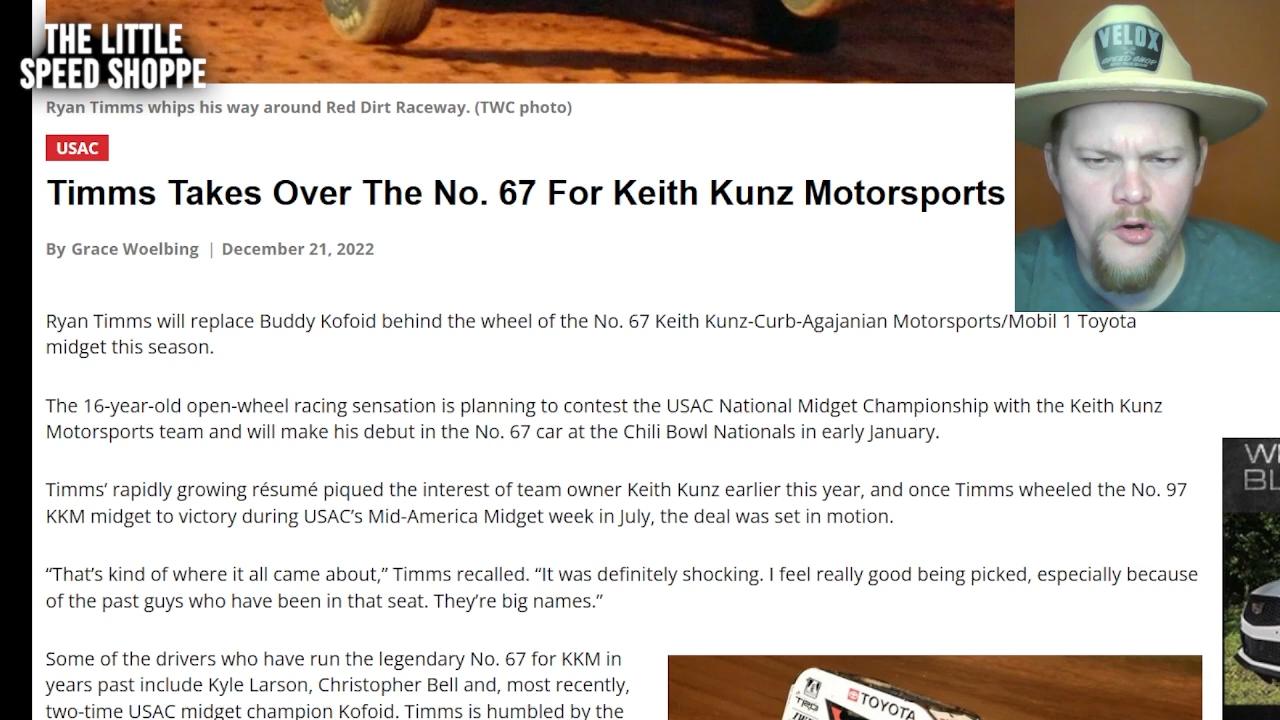 THE LITTLE
SPEED SHOPPE
VELOX
SPEED SHOP
Ryan Timms whips his way around Red Dirt Raceway. (TWC photo)
USAC
Timms Takes Over The No. 67 For Keith Kunz Motorsports
By Grace Woelbing | December 21, 2022
Ryan Timms will replace Buddy Kofoid behind the wheel of the No. 67 Keith Kunz-Curb-Agajanian Motorsports/Mobil 1 Toyota
midget this season.
The 16-year-old open-wheel racing sensation is planning to contest the USAC National Midget Championship with the Keith Kunz
Motorsports team and will make his debut in the No. 67 car at the Chili Bowl Nationals in early January.
Timms‘ rapidly growing résumé piqued the interest of team owner Keith Kunz earlier this year, and once Timms wheeled the No. 97
KKM midget to victory during USAC’s Mid-America Midget week in July, the deal was set in motion.
“That’s kind of where it all came about,” Timms recalled. “It was definitely shocking. I feel really good being picked, especially because
of the past guys who have been in that seat. They’re big names.”
Some of the drivers who have run the legendary No. 67 for KKM in
years past include Kyle Larson, Christopher Bell and, most recently,
two-time USAC midget champion Kofoid. Timms is humbled by the
TOYOTA
TRD